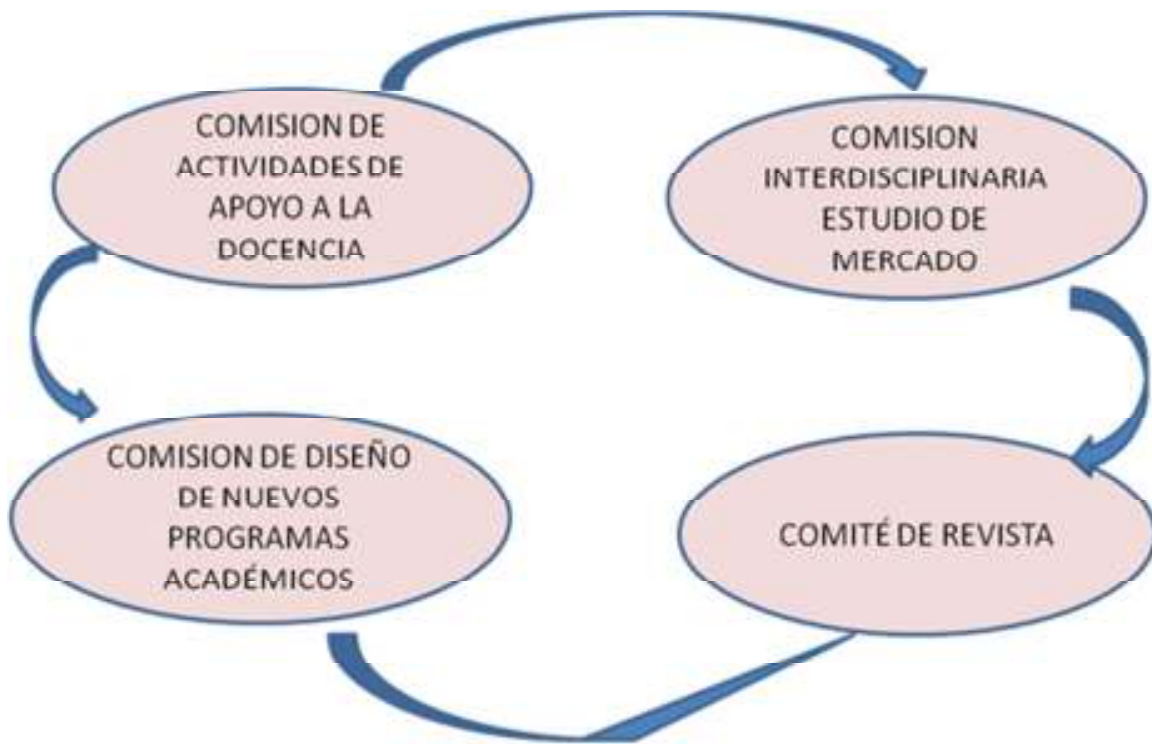 COMISION DE
ACTIVIDADES DE
APOYO A LA
DOCENCIA
COMISION
INTERDISCIPLINARIA
ESTUDIO DE
MERCADO
COMISION DE DISEÑO
DE NUEVOS
PROGRAMAS
ACADÉMICOS
COMITÉ DE REVISTA